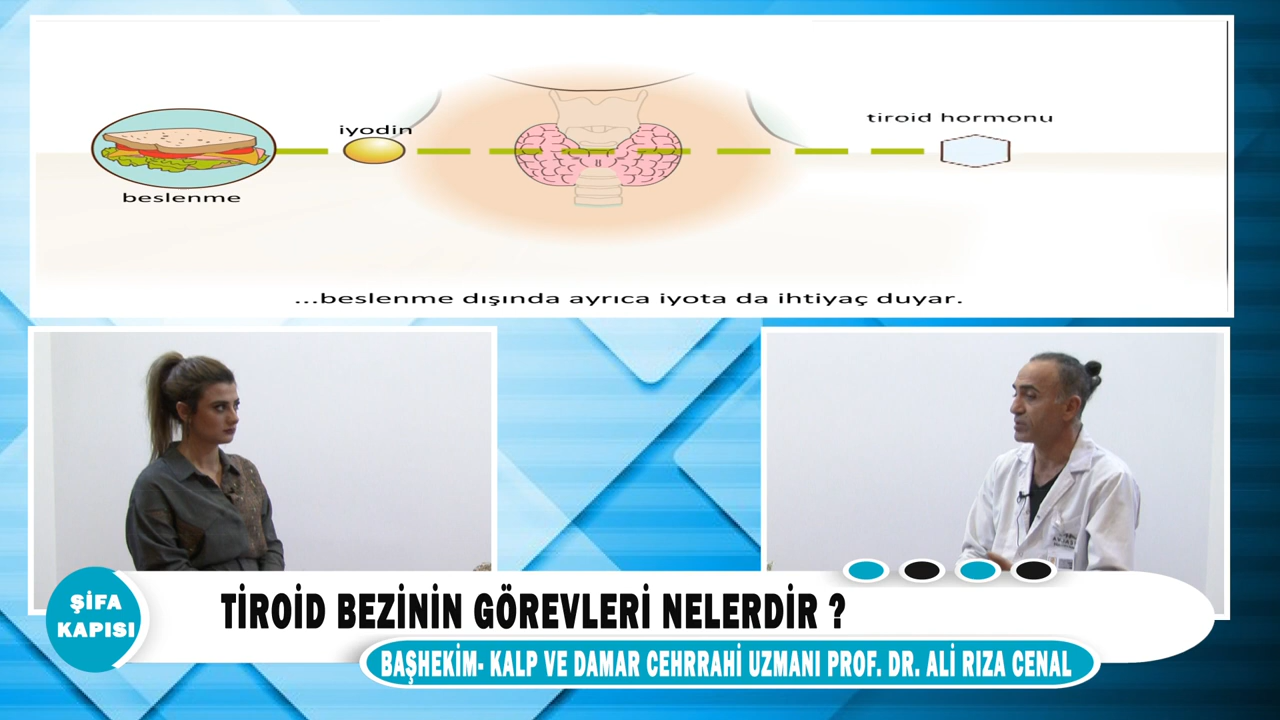 iyodin
tiroid hormonu
beslenme
...beslenme dışında ayrıca iyota da ihtiyaç duyar.
ŞİFA
KAPISI
TİROİD BEZİNİN GÖREVLERİ NELERDİR ?
BAŞHEKİM- KALP VE DAMAR CEHRRAHİ UZMANI PROF. DR. ALİ RIZA CENAL